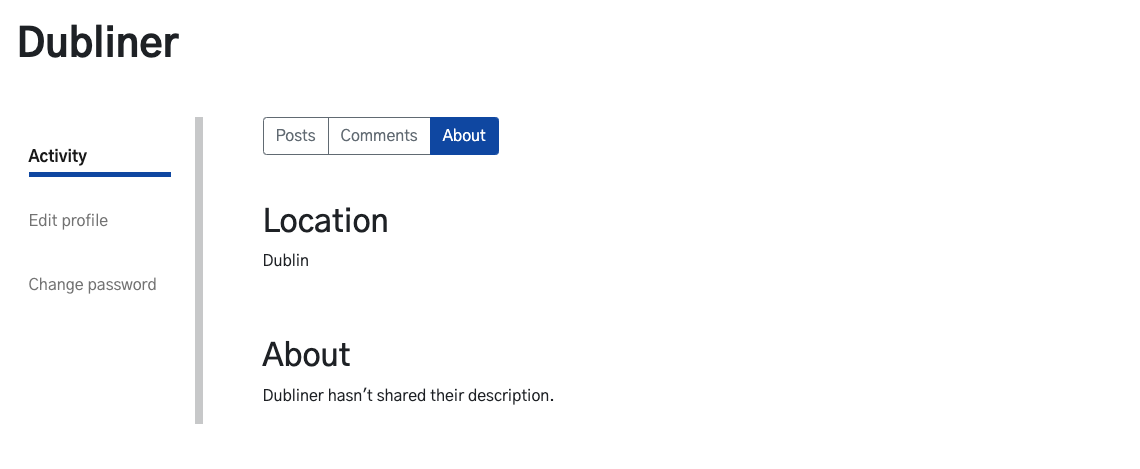 Dubliner
Activity
Edit profile
Change password
Posts Comments About
Location
Dublin
About
Dubliner hasn't shared their description.